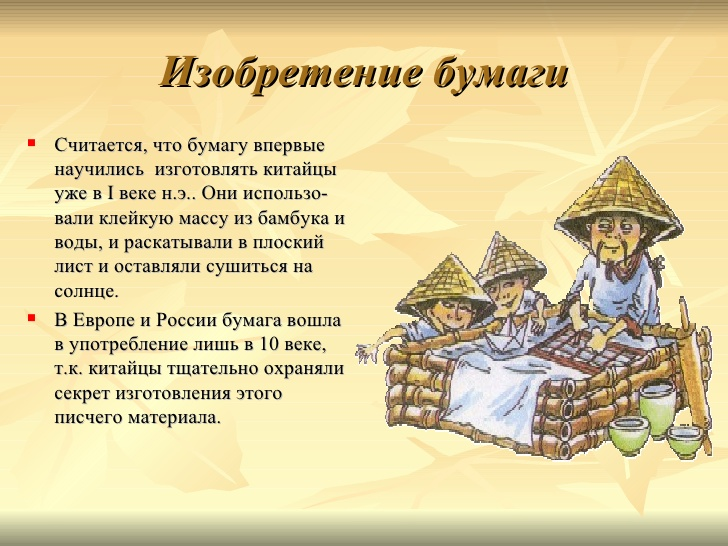 Изобретение бумаги
Считается, что бумагу впервые
научились изготовлять китайцы
уже в I веке н.э.. Они использо-
вали клейкую массу из бамбука и
воды, и раскатывали в плоский
лист и оставляли сушиться на
солнце.
В Европе и России бумага вошла
в употребление лишь в 10 веке,
т.к. китайцы тщательно охраняли
секрет изготовления этого
писчего материала.